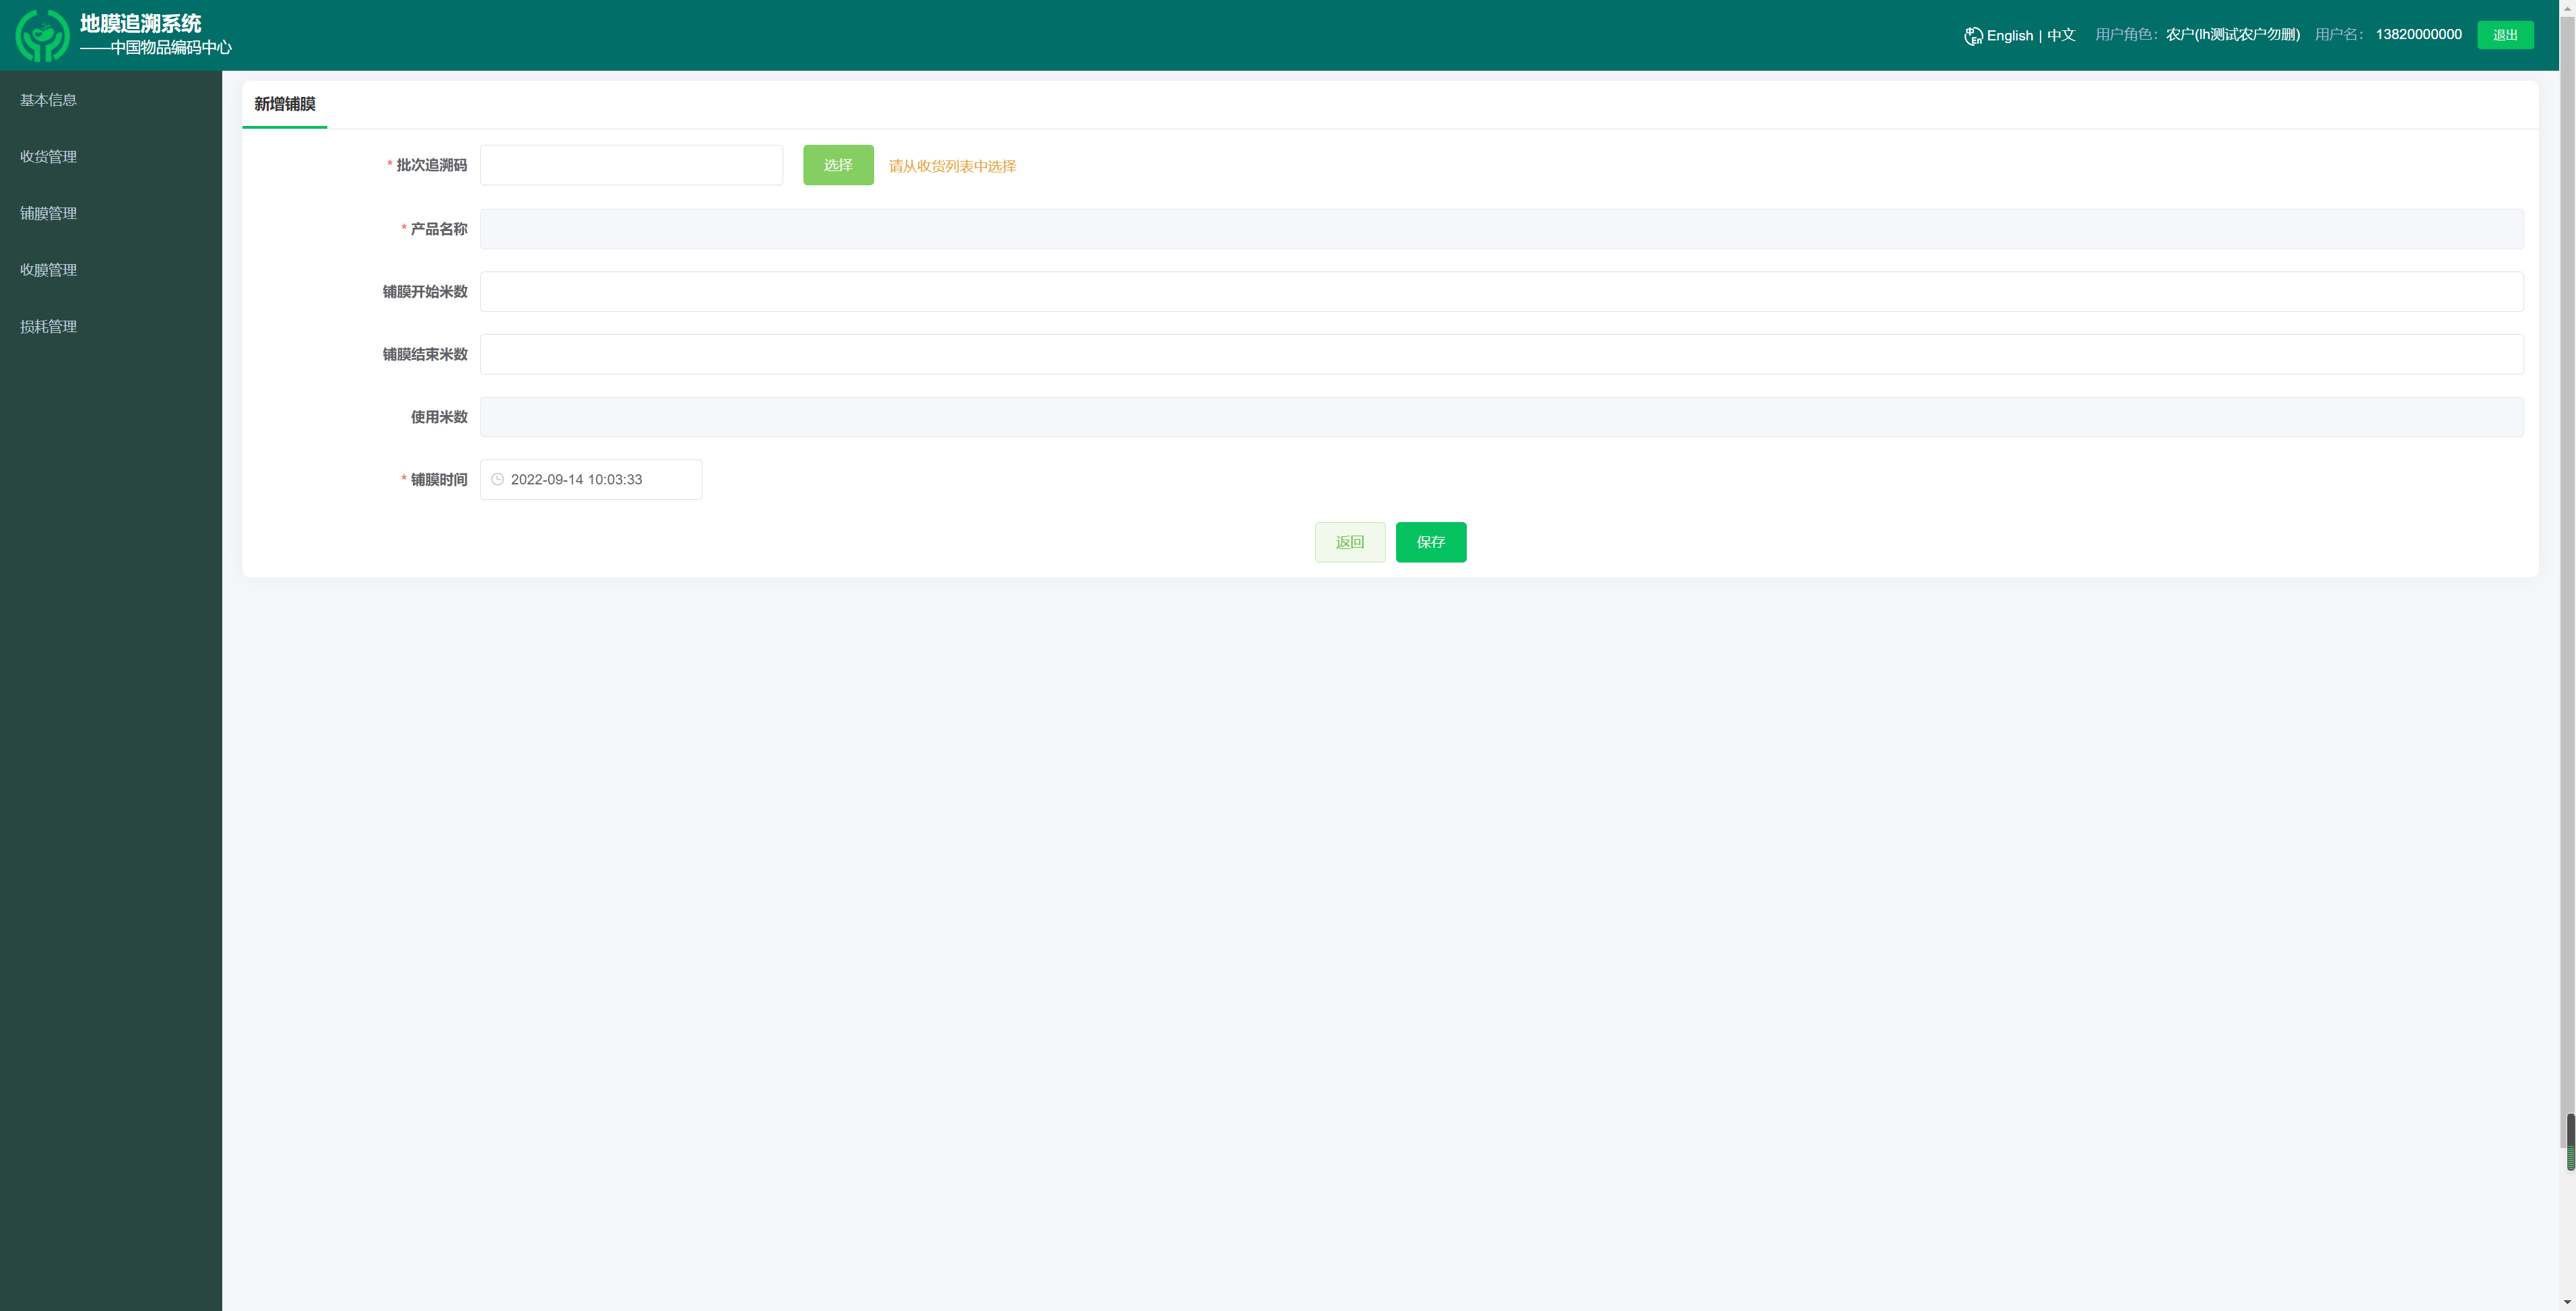 地膜追溯系统
——中国物品编码中心
English | 中文 用户角色: 农户(lh测试农户勿删) 用户名: 13820000000 退出
基本信息
收货管理
铺膜管理
收膜管理
损耗管理
新增铺膜
* 批次追溯码 选择 请从收货列表中选择
* 产品名称
铺膜开始米数
铺膜结束米数
使用米数
* 铺膜时间 2022-09-14 10:03:33
返回 保存